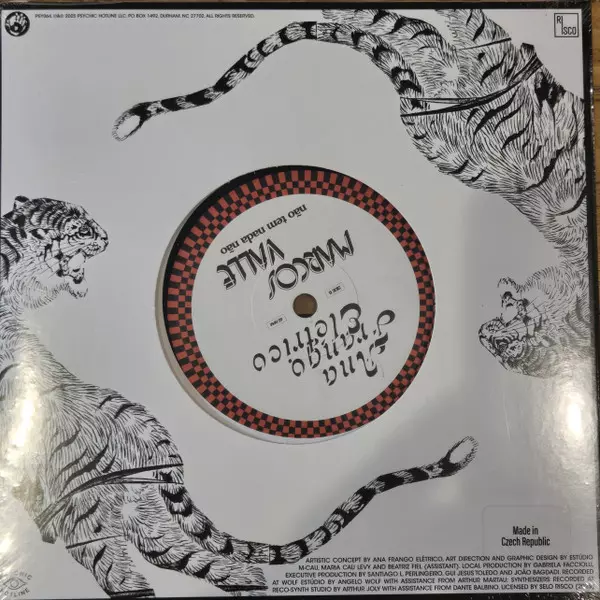 2025 PSYCHIC HOTLINE LLC. PO BOX 1492, DURHAM, NC 27702. ALL RIGHTS RESERVED.
RI
SCO
não tem nada não
MARCOS
VALLE
Ana
Frango
Elétrico
Made in
Czech Republic
ARTISTIC CONCEPT BY ANA FRANGO ELÉTRICO. ART DIRECTION AND GRAPHIC DESIGN BY ESTÚDIO
M-CAU, MARIA CAU LEVY AND BEATRIZ FIEL (ASSISTANT). LOCAL PRODUCTION BY GABRIELA FACCIOLI.
EXECUTIVE PRODUCTION BY SANTIAGO L. PERLINGEIRO, GUI JESUS TOLEDO AND JOÃO BAGDADI. RECORDED
AT WOLF ESTÚDIO BY ANGELO WOLF WITH ASSISTANCE FROM ARTHUR MARTAU; SYNTHESIZERS RECORDED AT
RECO-SYNTH STUDIO BY ARTHUR JOLY WITH ASSISTANCE FROM DANTE BALBINO. LICENSED BY SELO RISCO